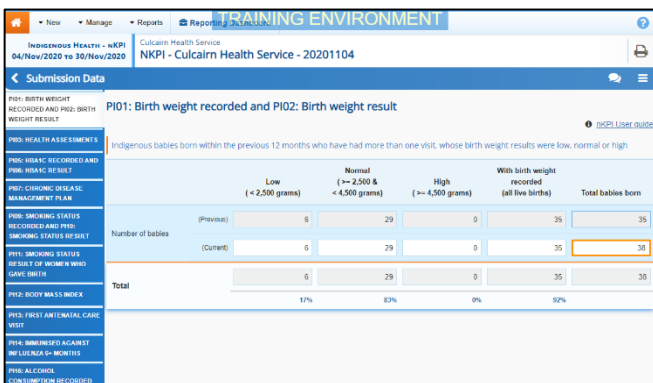 TRAINING ENVIRONMENT
New
Manage
Reports
Reporting Dashboard
INDIGENOUS HEALTH - NKPI
04/NOV/2020 TO 30/NOV/2020
Culcairn Health Service
NKPI - Culcairn Health Service - 20201104
Submission Data
PI01: BIRTH WEIGHT
RECORDED AND PI02: BIRTH
WEIGHT RESULT
PI03: HEALTH ASSESSMENTS
PI05: HBA1C RECORDED AND
PI06: HBA1C RESULT
PI07: CHRONIC DISEASE
MANAGEMENT PLAN
PI09: SMOKING STATUS
RECORDED AND PI10:
SMOKING STATUS RESULT
PI11: SMOKING STATUS
RESULT OF WOMEN WHO
GAVE BIRTH
PI12: BODY MASS INDEX
PI13: FIRST ANTENATAL CARE
VISIT
PI14: IMMUNISED AGAINST
INFLUENZA 6+ MONTHS
PI16: ALCOHOL
CONSUMPTION RECORDED
PI01: Birth weight recorded and PI02: Birth weight result
nKPI User guide
Indigenous babies born within the previous 12 months who have had more than one visit, whose birth weight results were low, normal or high
Low
( < 2,500 grams)
Normal
( >= 2,500 &
< 4,500 grams)
High
( >= 4,500 grams)
With birth weight
recorded
(all live births)
Total babies born
Number of babies
(Previous) 6 29 0 35 35
(Current) 6 29 0 35 38
Total
6 29 0 35 38
17% 83% 0% 92%